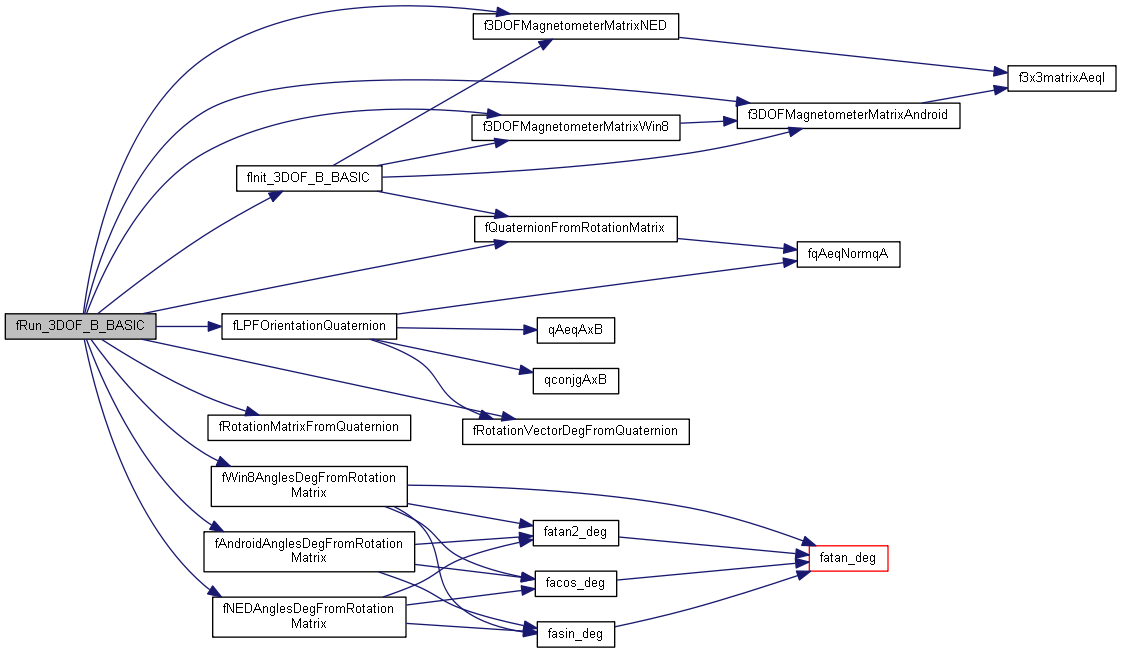 f3DOFMagnetometerMatrixNED
f3x3matrixAeqI
f3DOFMagnetometerMatrixAndroid
f3DOFMagnetometerMatrixWin8
fInit_3DOF_B_BASIC
fQuaternionFromRotationMatrix
fqAeqNormqA
fRun_3DOF_B_BASIC
fLPFOrientationQuaternion
qAeqAxB
qconjgAxB
fRotationMatrixFromQuaternion
fRotationVectorDegFromQuaternion
fWin8AnglesDegFromRotation
Matrix
fatan2_deg
fAndroidAnglesDegFromRotation
Matrix
fatan_deg
facos_deg
fNEDAnglesDegFromRotation
Matrix
fasin_deg